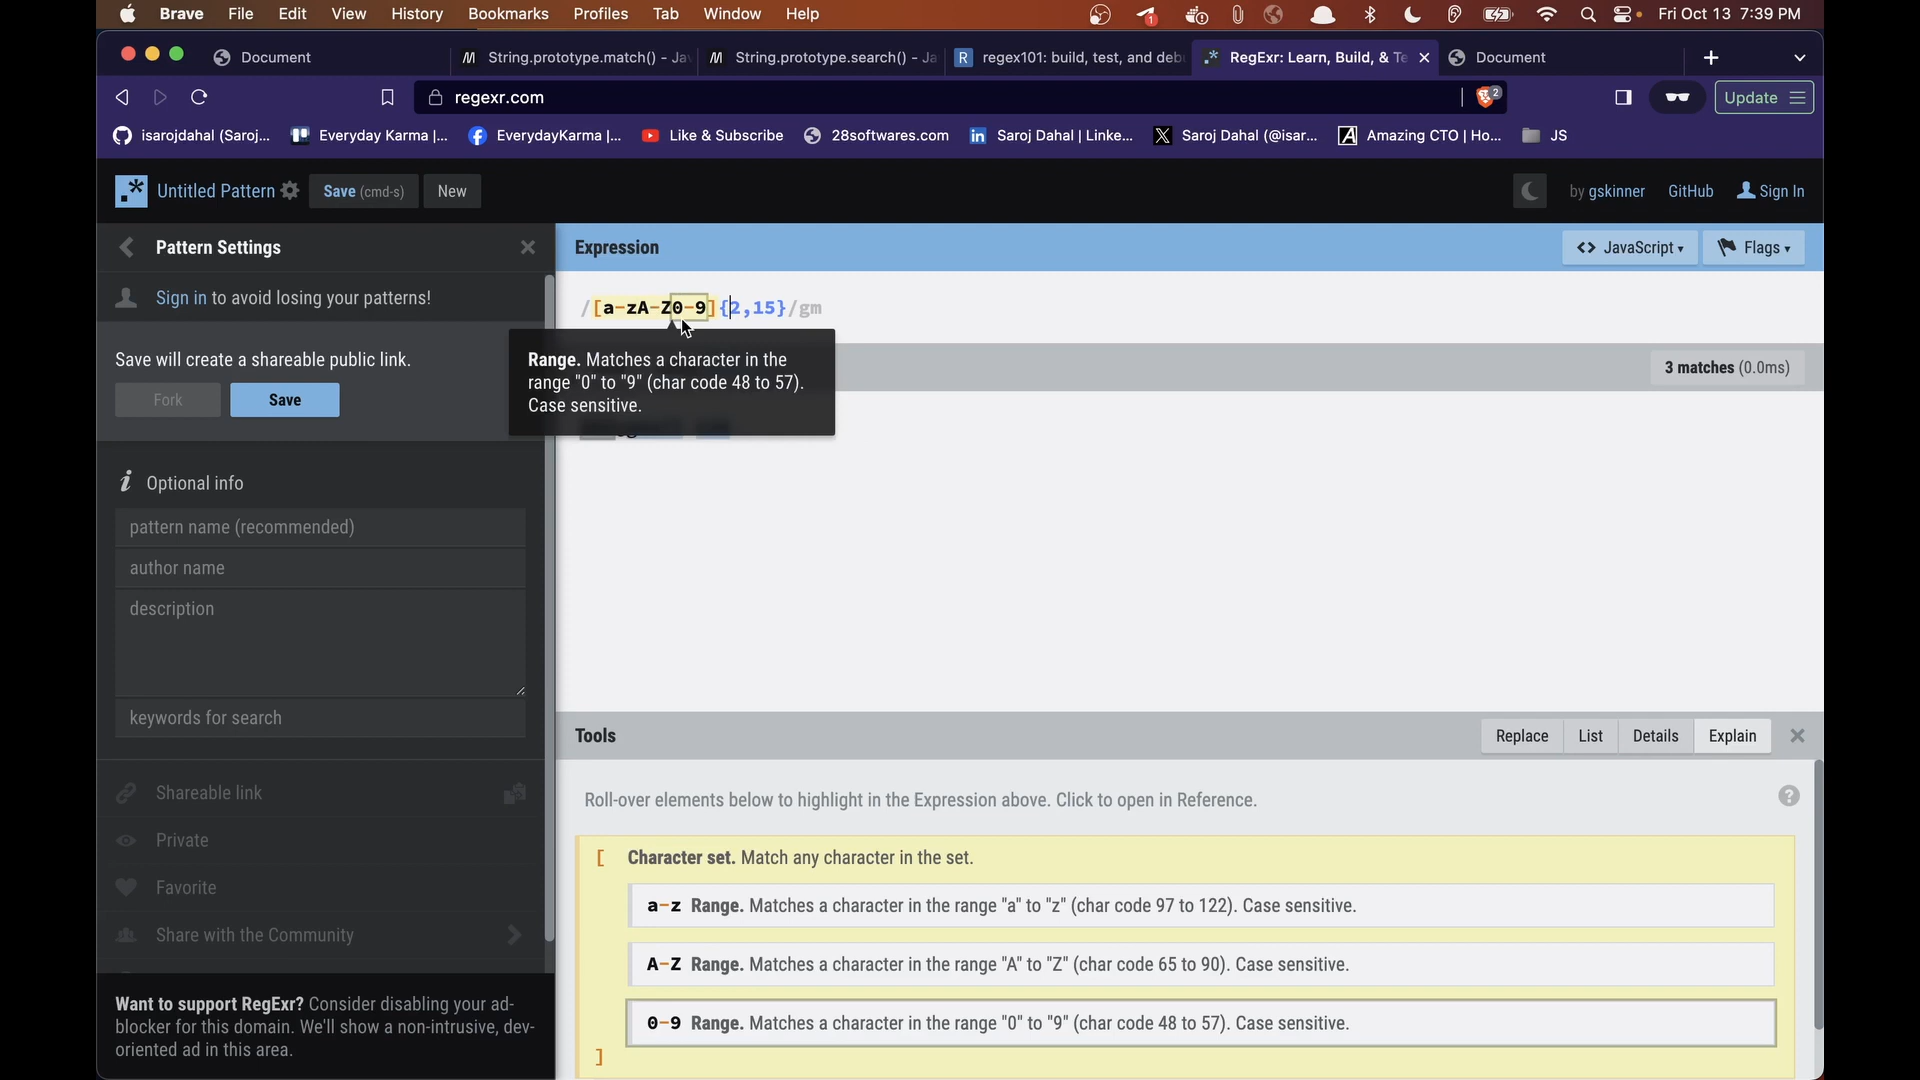 Brave File Edit View History Bookmarks Profiles Tab Window Help 1 Fri Oct 13 7:39 PM
Document String.prototype.match() - Ja String.prototype.search() - Ja R regex101: build, test, and deb RegExr: Learn, Build, & Te Document
regexr.com 2 Update
isarojdahal (Saroj... Everyday Karma |... EverydayKarma |... Like & Subscribe 28softwares.com Saroj Dahal | Linke... Saroj Dahal (@isar... Amazing CTO | Ho... JS
Untitled Pattern Save (cmd-s) New by gskinner GitHub Sign In
Pattern Settings
Expression <> JavaScript Flags
Sign in to avoid losing your patterns!
/[a-zA-Z0-9]{2,15}/gm
Save will create a shareable public link.
Fork Save
Range. Matches a character in the
range "0" to "9" (char code 48 to 57).
Case sensitive.
3 matches (0.0ms)
Optional info
pattern name (recommended)
author name
description
keywords for search
Tools Replace List Details Explain
Shareable link
Private
Favorite
Share with the Community
Roll-over elements below to highlight in the Expression above. Click to open in Reference. ?
[ Character set. Match any character in the set.
a-z Range. Matches a character in the range "a" to "z" (char code 97 to 122). Case sensitive.
A-Z Range. Matches a character in the range "A" to "Z" (char code 65 to 90). Case sensitive.
0-9 Range. Matches a character in the range "0" to "9" (char code 48 to 57). Case sensitive.
]
Want to support RegExr? Consider disabling your ad-
blocker for this domain. We'll show a non-intrusive, dev-
oriented ad in this area.